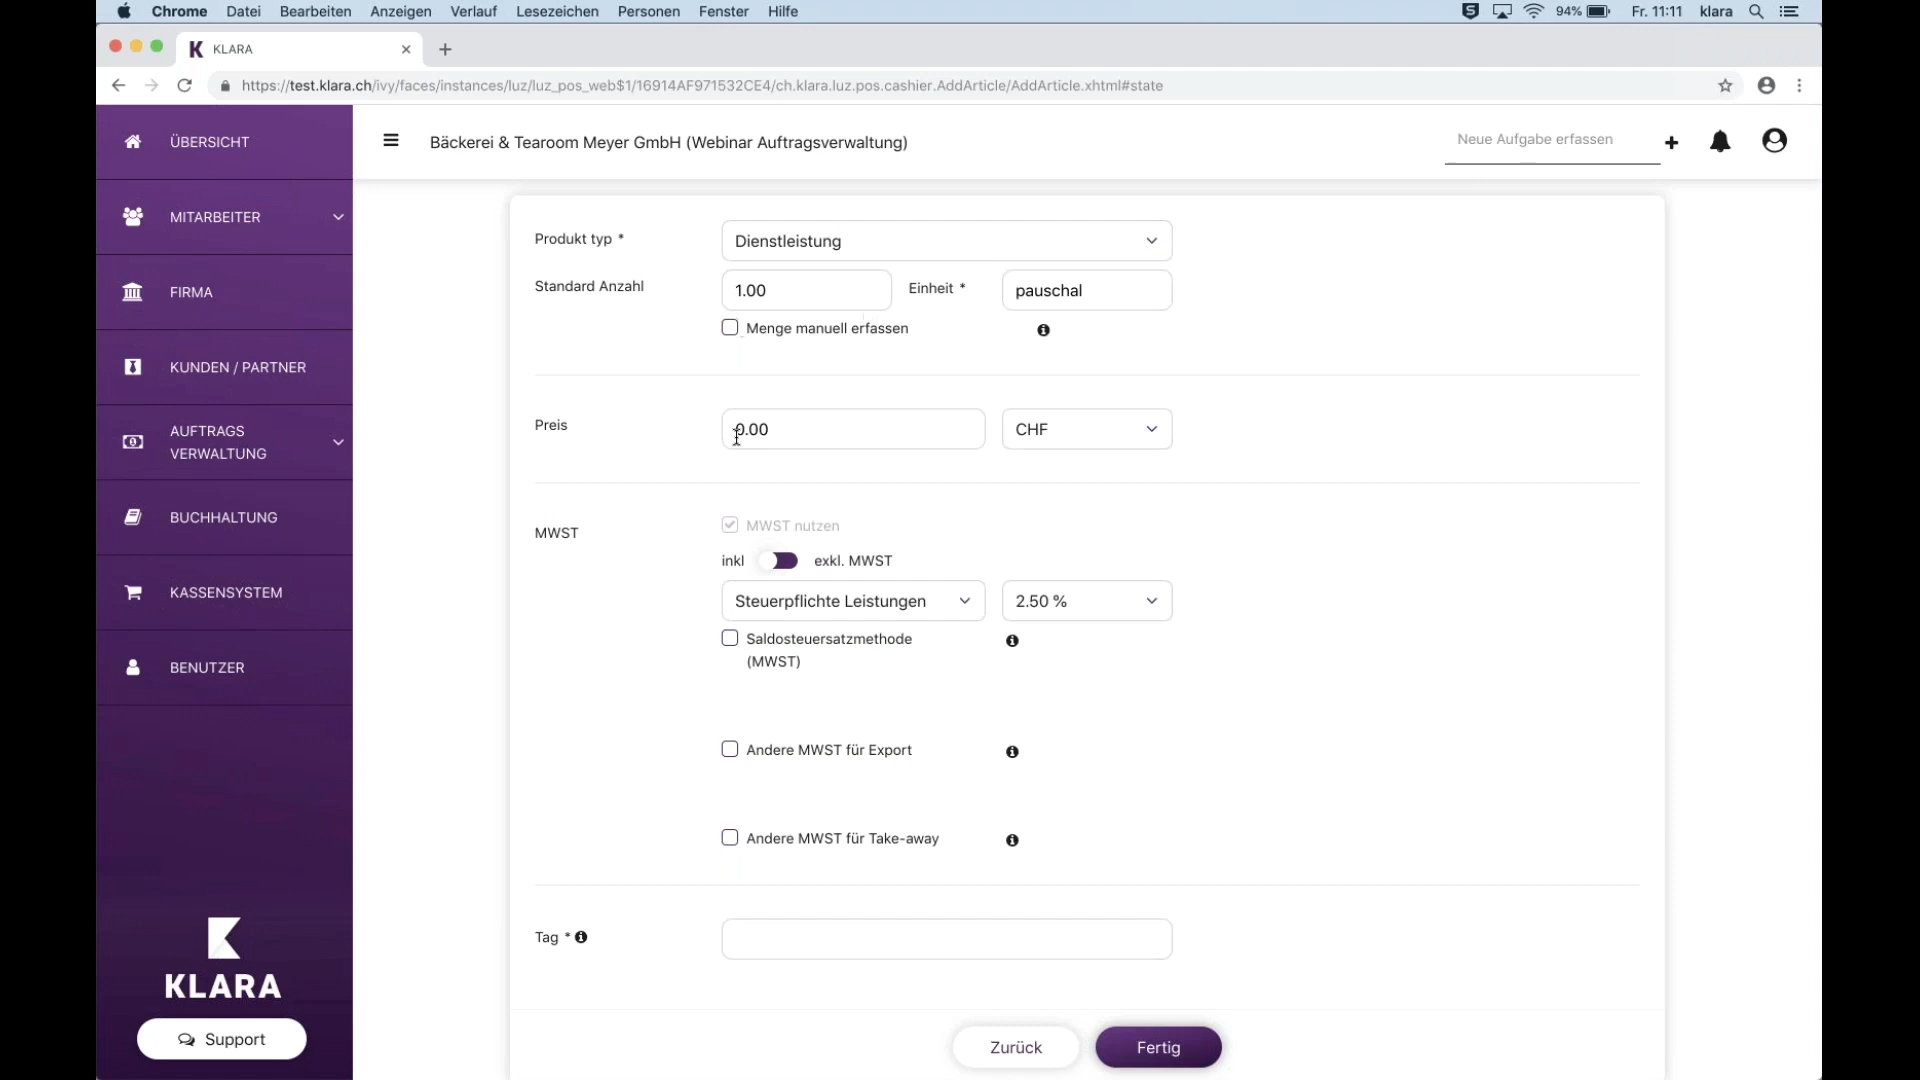 Chrome Datei Bearbeiten Anzeigen Verlauf Lesezeichen Personen Fenster Hilfe 94% Fr. 11:11 klara
KLARA
https://test.klara.ch/ivy/faces/instances/luz/luz_pos_web$1/16914AF971532CE4/ch.klara.luz.pos.cashier.AddArticle/AddArticle.xhtml#state
Bäckerei & Tearoom Meyer GmbH (Webinar Auftragsverwaltung)
Neue Aufgabe erfassen
ÜBERSICHT
MITARBEITER
FIRMA
KUNDEN / PARTNER
AUFTRAGS
VERWALTUNG
BUCHHALTUNG
KASSENSYSTEM
BENUTZER
KLARA
Support
Produkt typ * Dienstleistung
Standard Anzahl 1.00 Einheit * pauschal
Menge manuell erfassen
Preis 0.00 CHF
MWST MWST nutzen
inkl exkl. MWST
Steuerpflichte Leistungen 2.50 %
Saldosteuersatzmethode
(MWST)
Andere MWST für Export
Andere MWST für Take-away
Tag *
Zurück Fertig